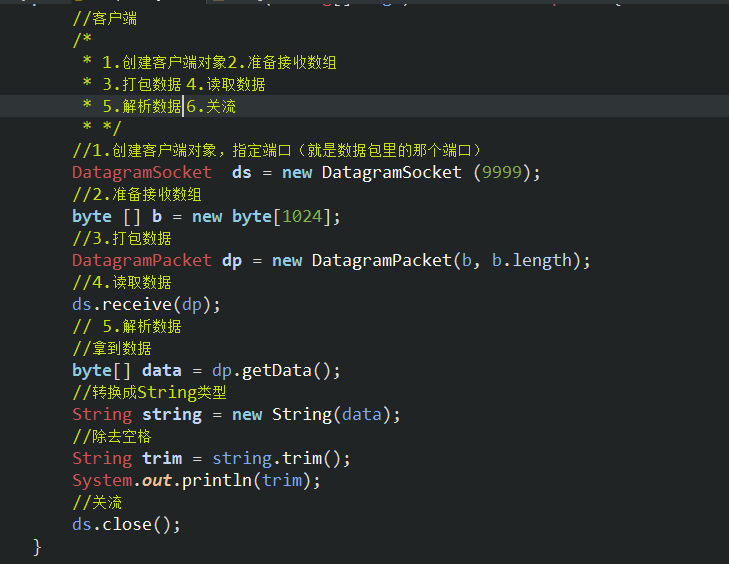 //客户端
/*
* 1.创建客户端对象2.准备接收数组
* 3.打包数据 4.读取数据
* 5.解析数据6.关流
* */
//1.创建客户端对象，指定端口（就是数据包里的那个端口）
DatagramSocket  ds = new DatagramSocket (9999);
//2.准备接收数组
byte [] b = new byte[1024];
//3.打包数据
DatagramPacket dp = new DatagramPacket(b, b.length);
//4.读取数据
ds.receive(dp);
// 5.解析数据
//拿到数据
byte[] data = dp.getData();
//转换成String类型
String string = new String(data);
//除去空格
String trim = string.trim();
System.out.println(trim);
//关流
ds.close();
}